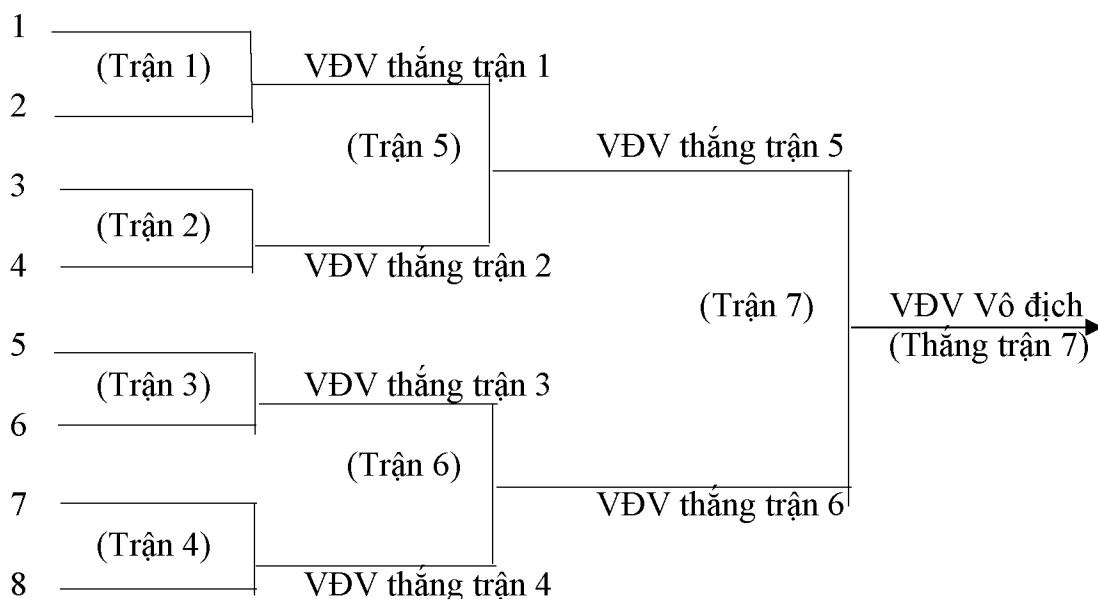 1
(Trận 1) VĐV thắng trận 1
2
(Trận 5) VĐV thắng trận 5
3
(Trận 2)
4 VĐV thắng trận 2
(Trận 7) VĐV Vô địch
5 (Thắng trận 7)
(Trận 3) VĐV thắng trận 3
6
(Trận 6)
7 VĐV thắng trận 6
(Trận 4)
8 VĐV thắng trận 4